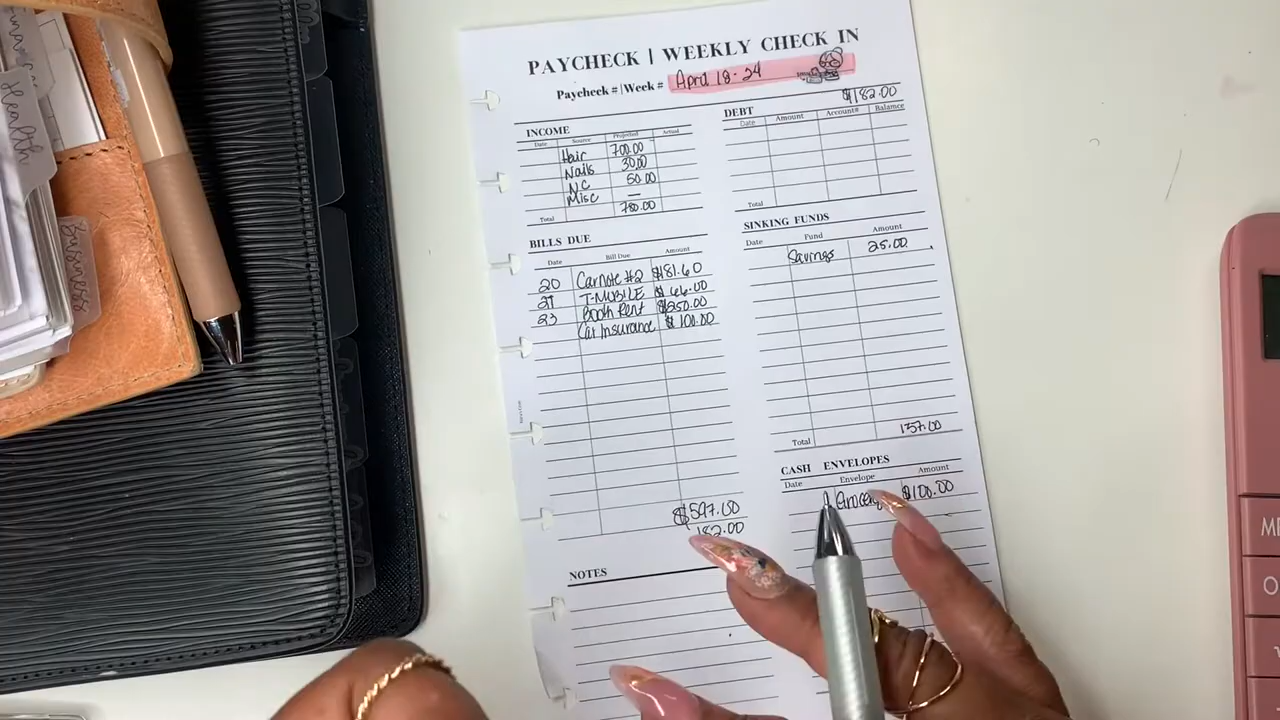 PAYCHECK | WEEKLY CHECK IN
Paycheck # | Week # April 18-24
INCOME
Date Source Projected Actual
Hair 700.00
Nails 30.00
NC 50.00
Misc —
Total 780.00
BILLS DUE
Date Bill Due Amount
20 Carnote #2 $181.60
21 T-MOBILE $66.00
23 Booth Rent $250.00
Car Insurance $100.00
$597.00
182.00
NOTES
$182.00
DEBT
Date Amount Account# Balance
SINKING FUNDS
Date Fund Amount
Savings 25.00
Total 157.00
CASH ENVELOPES
Date Envelope Amount
$100.00
Health
business